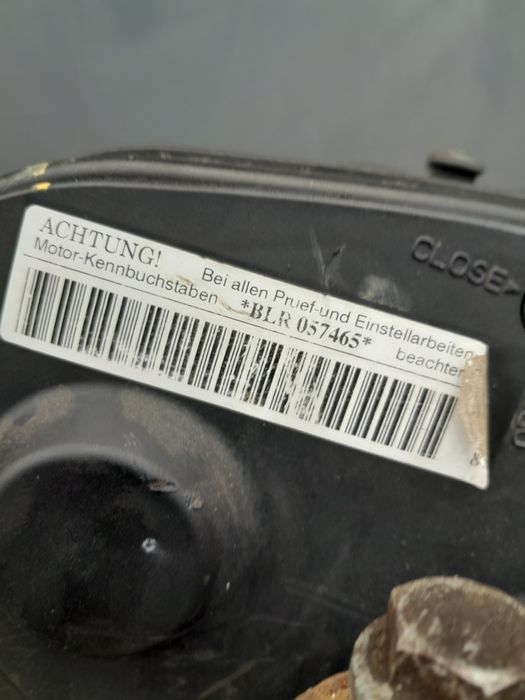 ACHTUNG! Bei allen Pruef-und Einstellarbeiten
Motor-Kennbuchstaben *BLR 057465* beachten
CLOSE